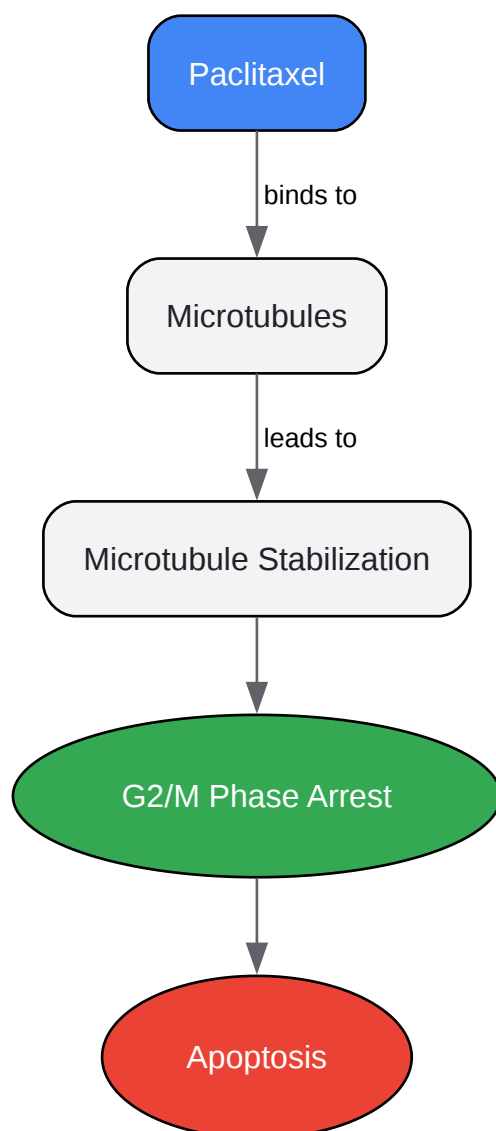 Paclitaxel
binds to
Microtubules
leads to
Microtubule Stabilization
G2/M Phase Arrest
Apoptosis